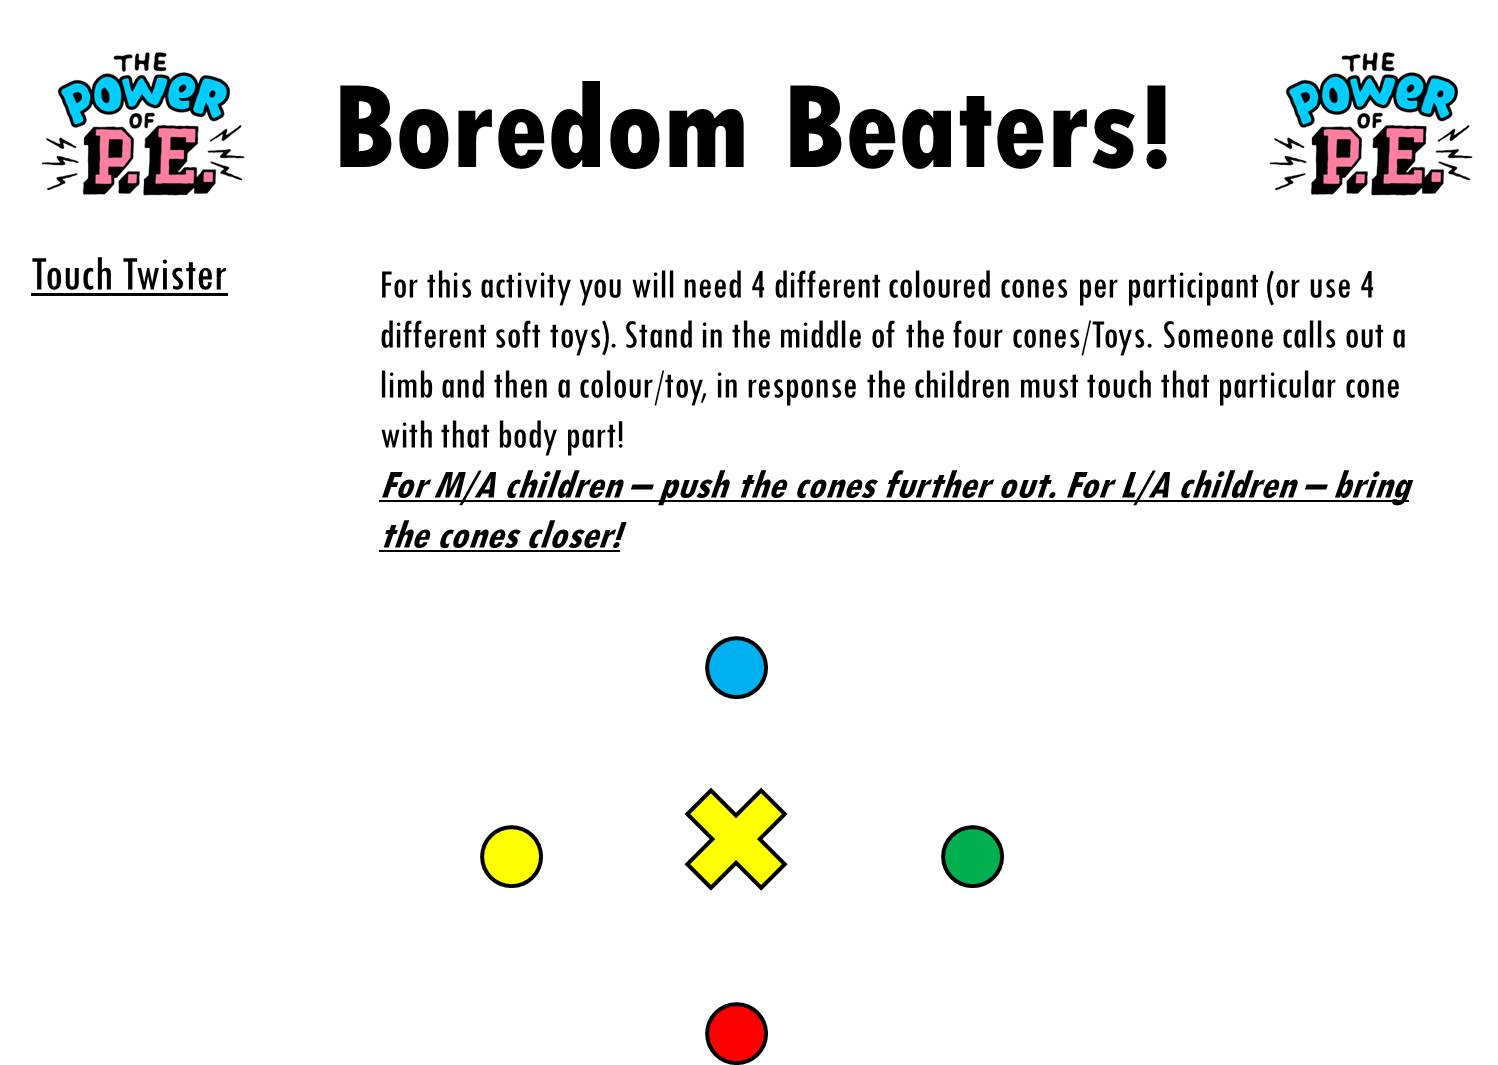 THE
POWER
OF
P.E.
Boredom Beaters!
THE
POWER
OF
P.E.
Touch Twister
For this activity you will need 4 different coloured cones per participant (or use 4
different soft toys). Stand in the middle of the four cones/Toys. Someone calls out a
limb and then a colour/toy, in response the children must touch that particular cone
with that body part!
For M/A children – push the cones further out. For L/A children – bring
the cones closer!